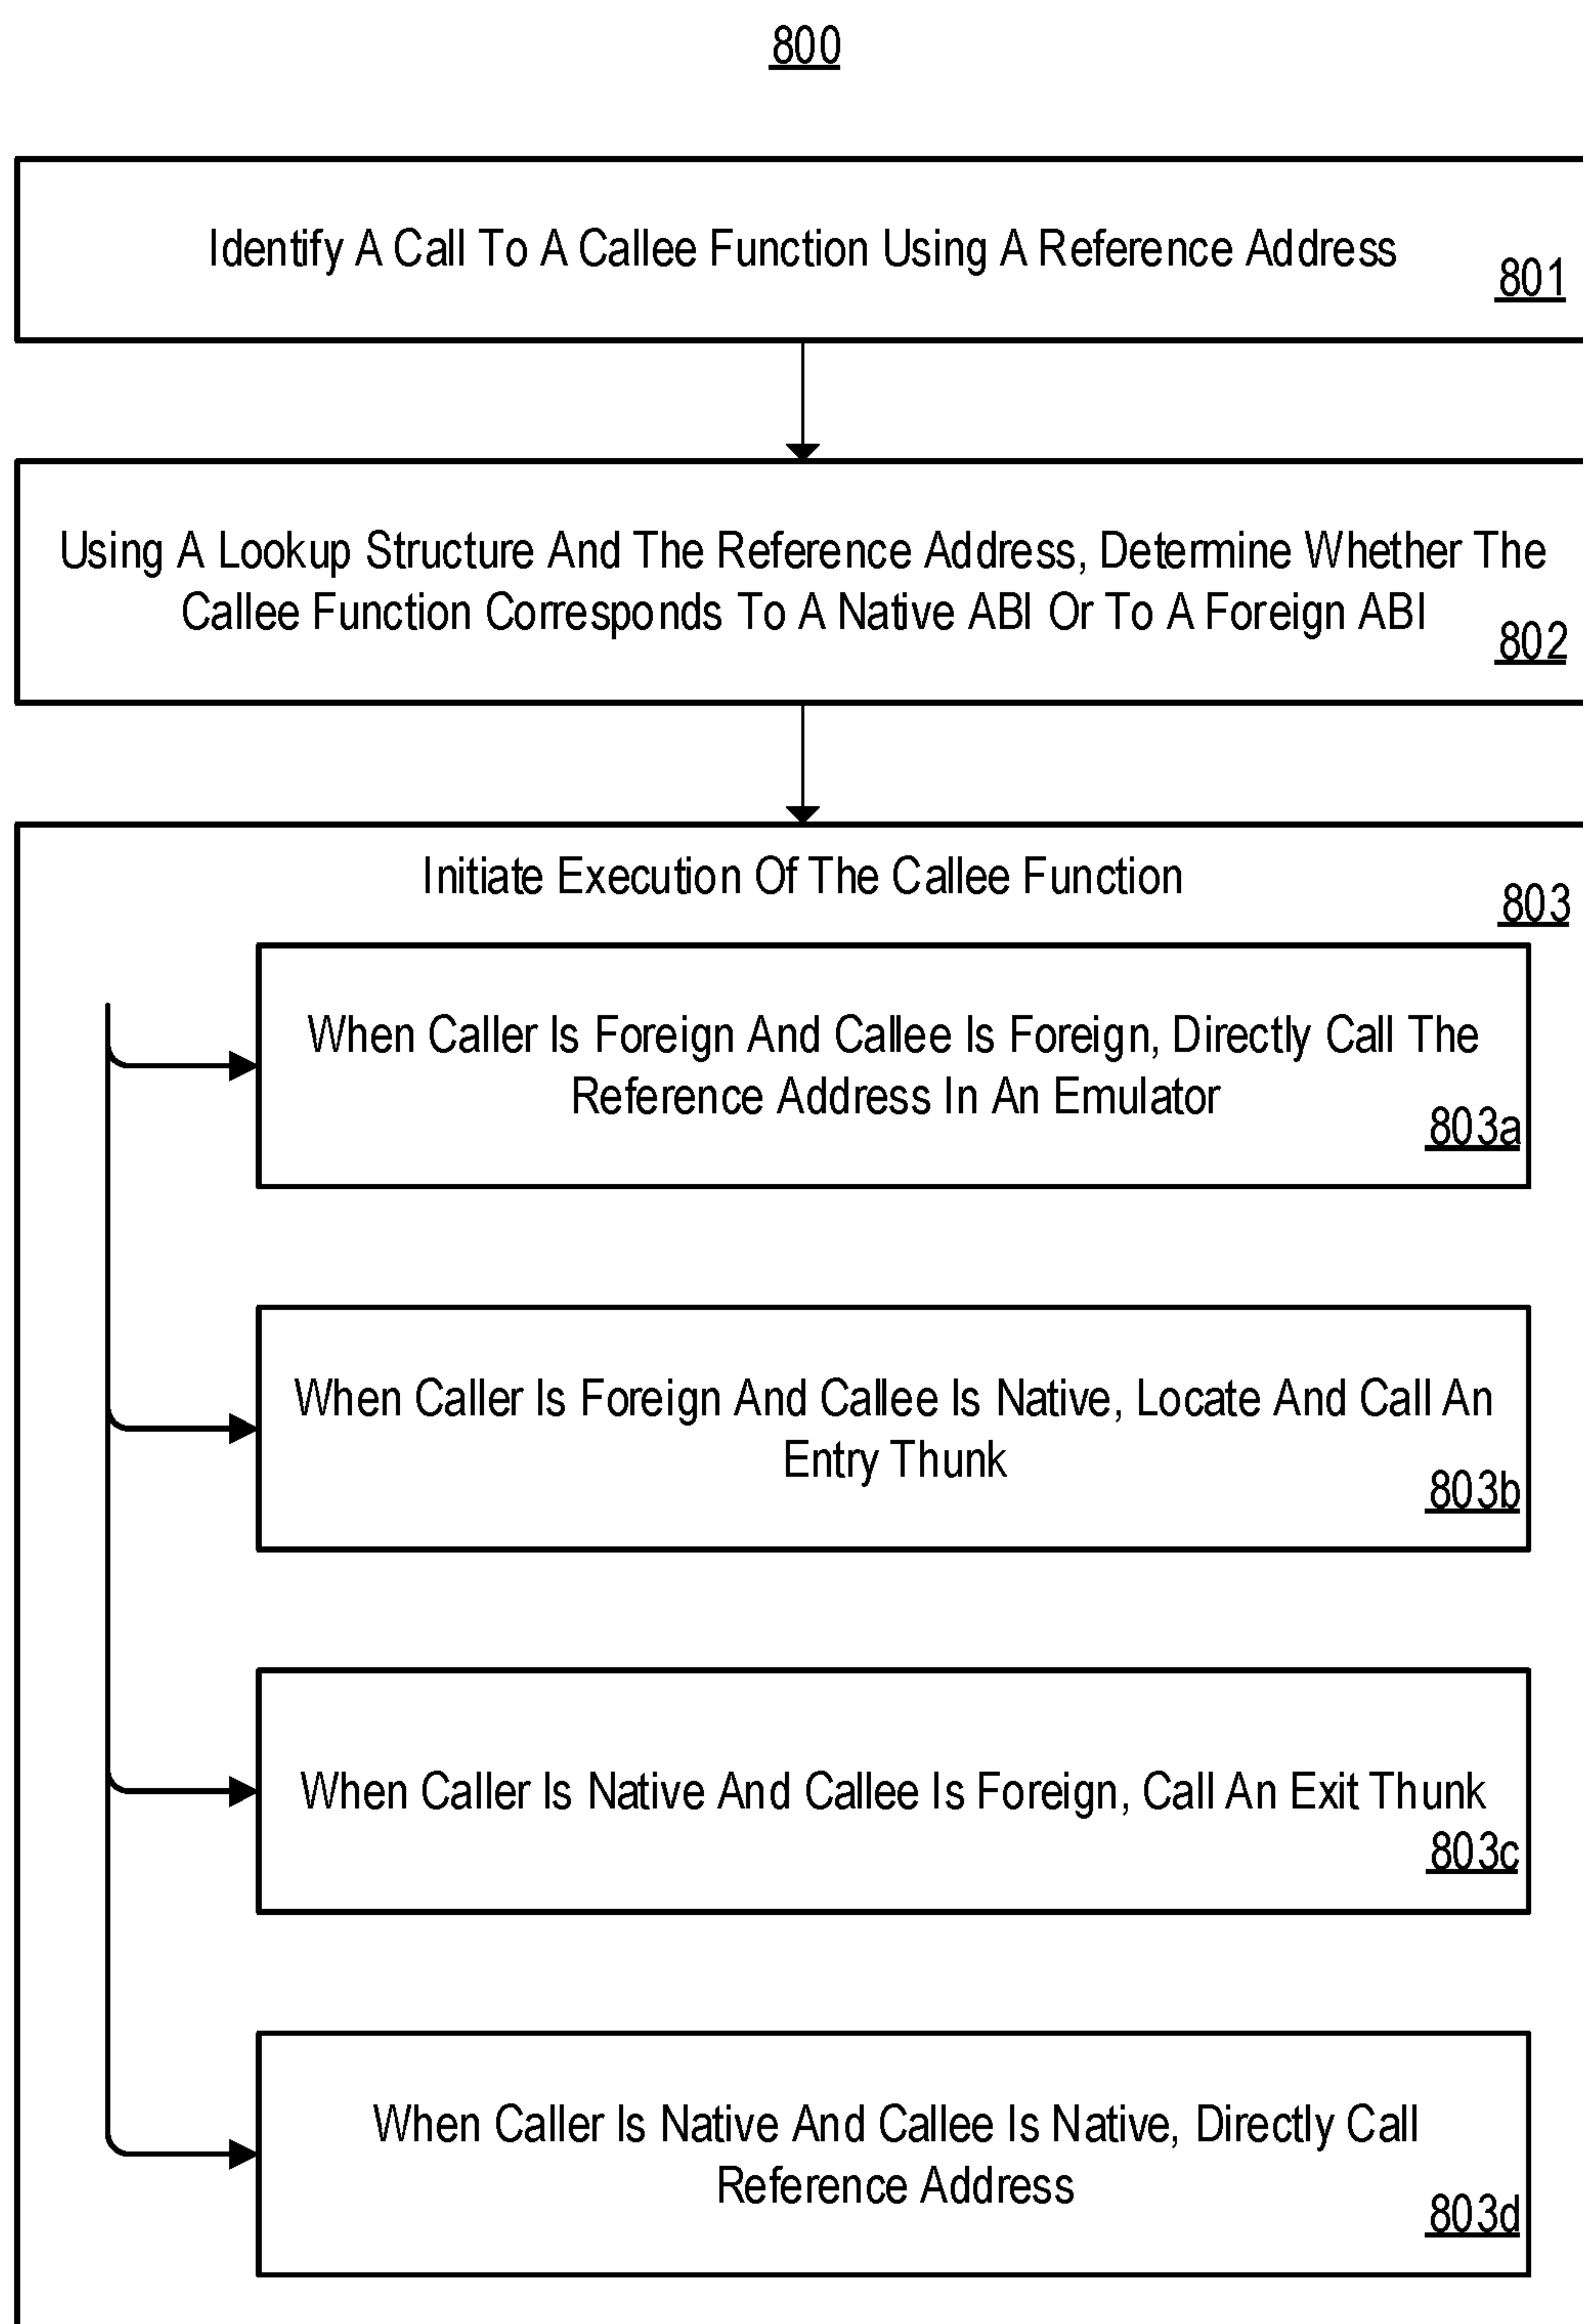 800
Identify A Call To A Callee Function Using A Reference Address
801
Using A Lookup Structure And The Reference Address, Determine Whether The
Callee Function Corresponds To A Native ABI Or To A Foreign ABI
802
Initiate Execution Of The Callee Function
803
When Caller Is Foreign And Callee Is Foreign, Directly Call The
Reference Address In An Emulator
803a
When Caller Is Foreign And Callee Is Native, Locate And Call An
Entry Thunk
803b
When Caller Is Native And Callee Is Foreign, Call An Exit Thunk
803c
When Caller Is Native And Callee Is Native, Directly Call
Reference Address
803d